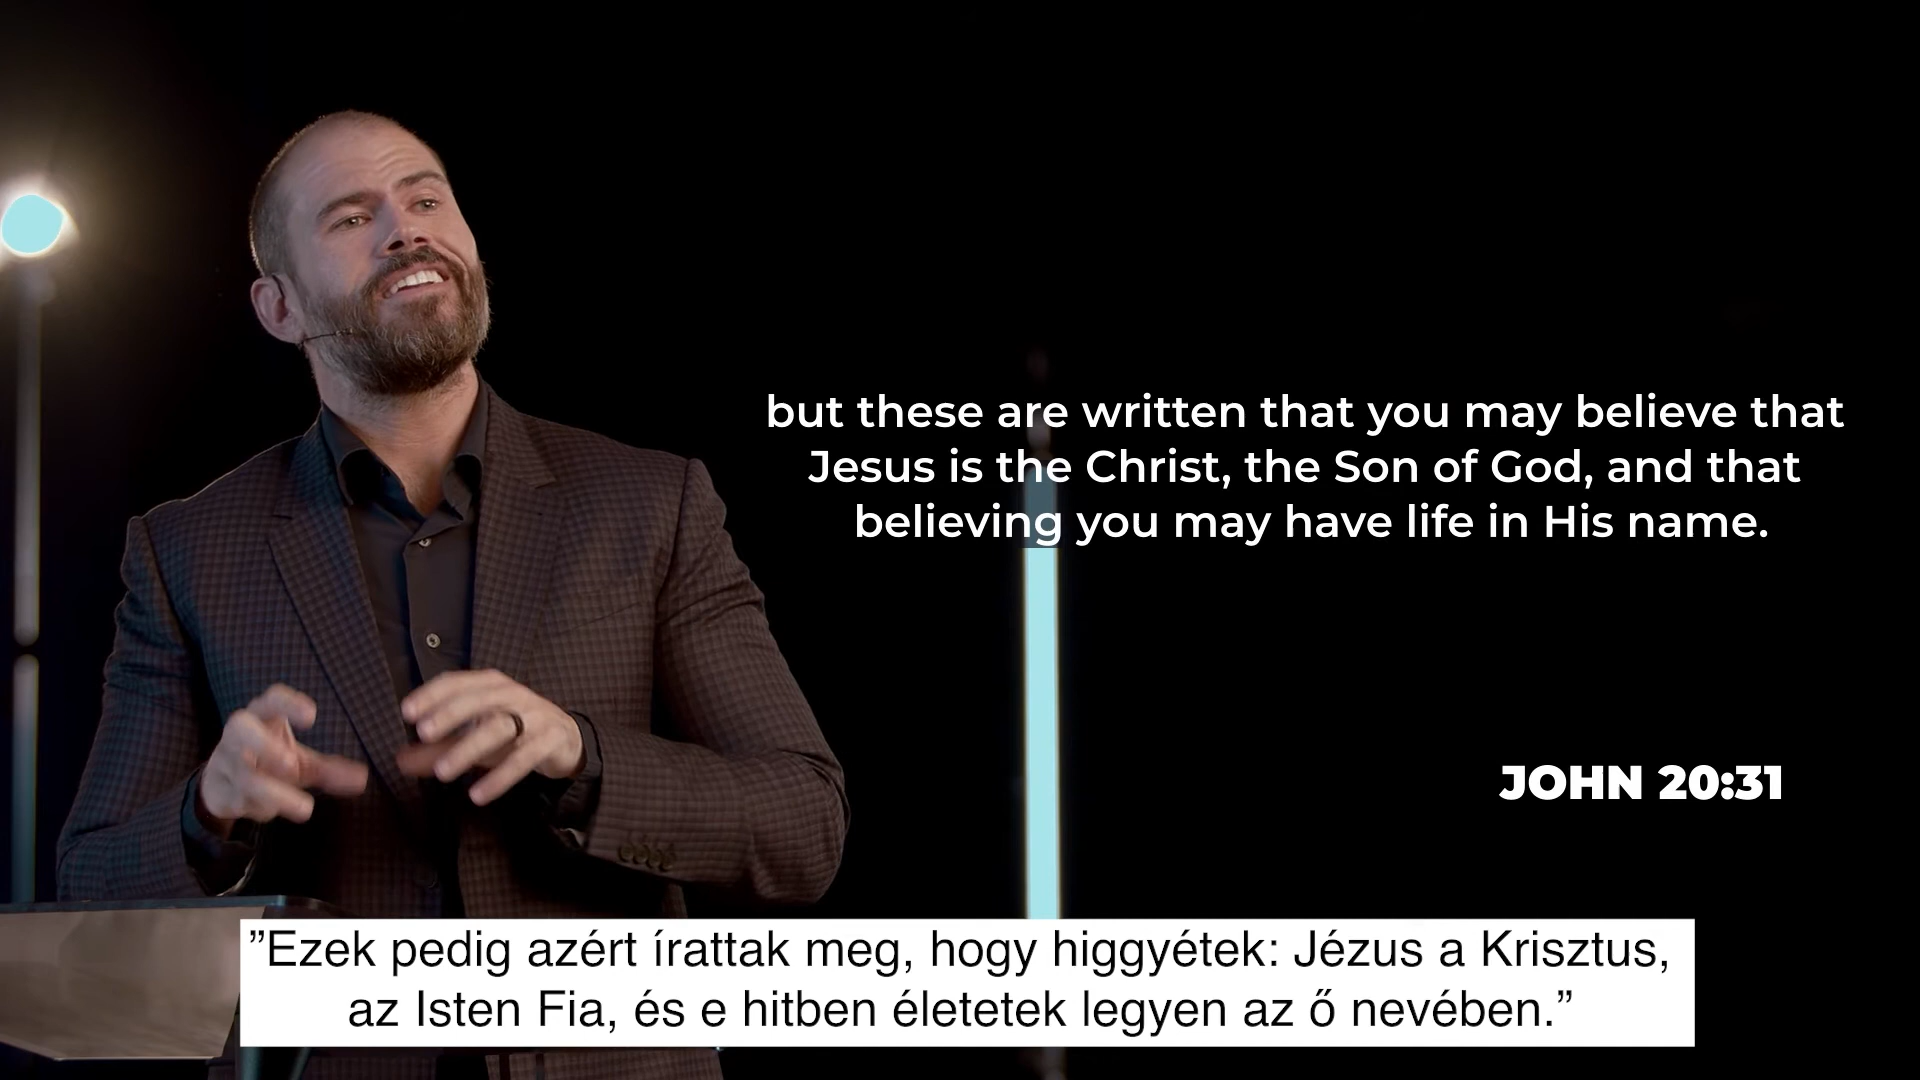 but these are written that you may believe that
Jesus is the Christ, the Son of God, and that
believing you may have life in His name.
JOHN 20:31
”Ezek pedig azért írattak meg, hogy higgyétek: Jézus a Krisztus,
az Isten Fia, és e hitben életetek legyen az ő nevében.”